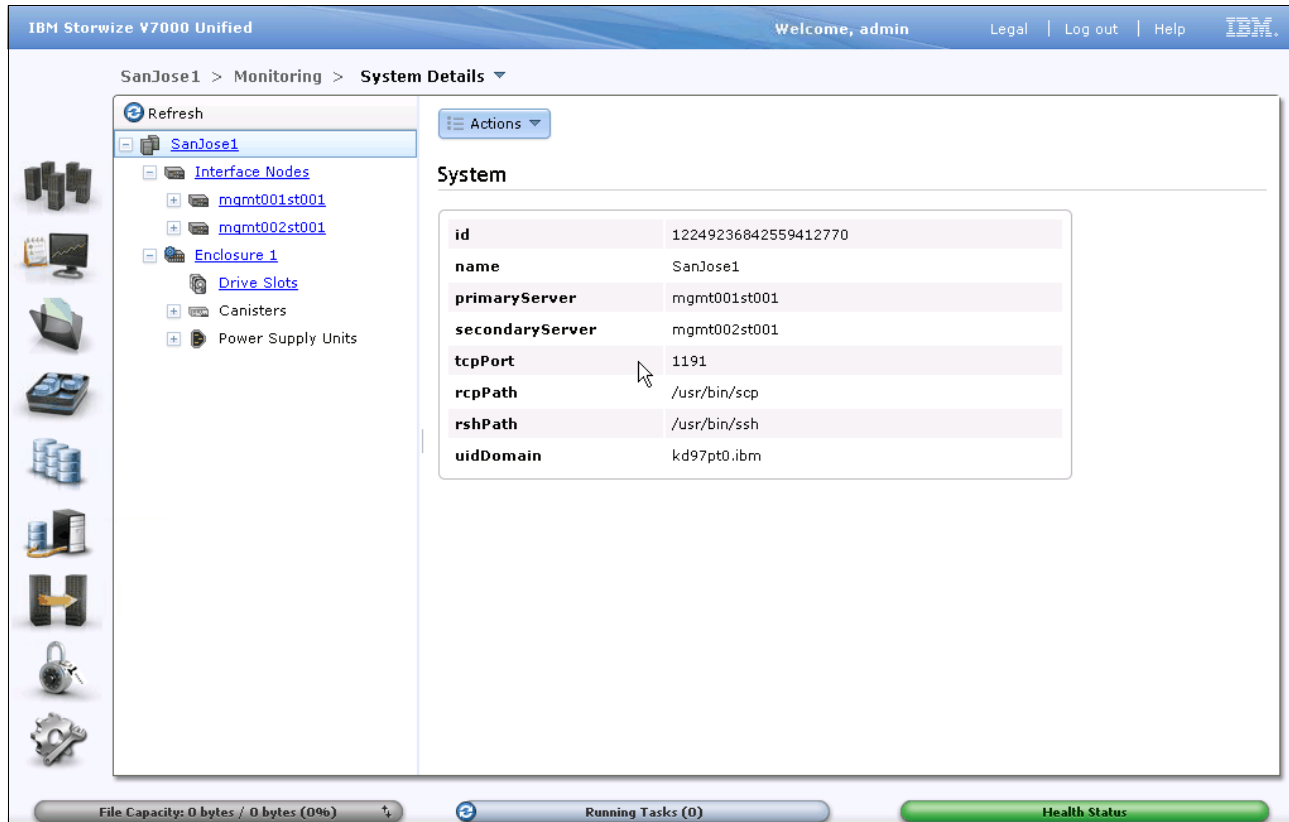 IBM Storwize V7000 Unified
Welcome, admin
Legal | Log out | Help
IBM.
SanJose1 > Monitoring > System Details
Refresh
Actions
SanJose1
Interface Nodes
mgmt001st001
mgmt002st001
Enclosure 1
Drive Slots
Canisters
Power Supply Units
System
id 12249236842559412770
name SanJose1
primaryServer mgmt001st001
secondaryServer mgmt002st001
tcpPort 1191
rcpPath /usr/bin/scp
rshPath /usr/bin/ssh
uidDomain kd97pt0.ibm
File Capacity: 0 bytes / 0 bytes (0%)
Running Tasks (0)
Health Status